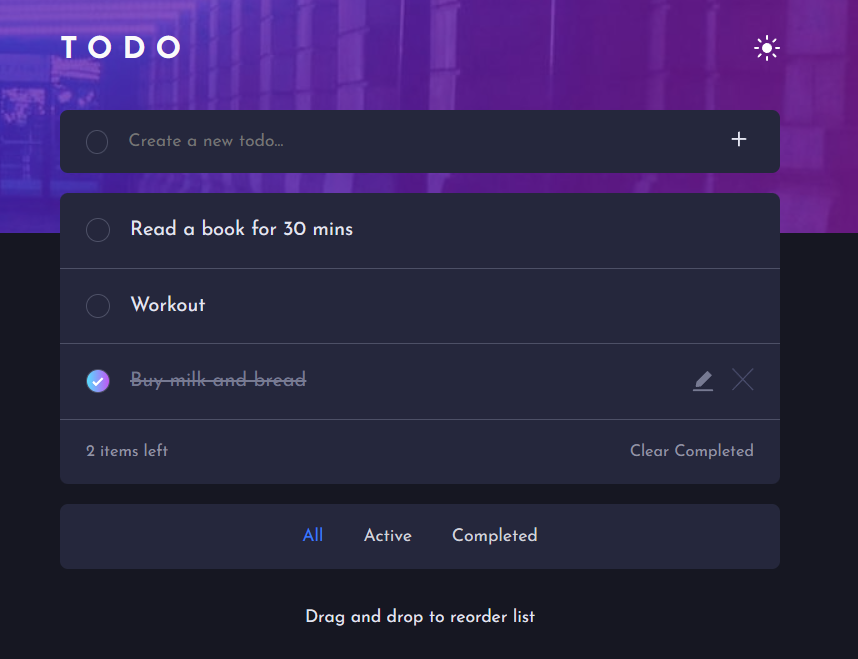 TODO
Create a new todo...
Read a book for 30 mins
Workout
Buy milk and bread
2 items left Clear Completed
All Active Completed
Drag and drop to reorder list